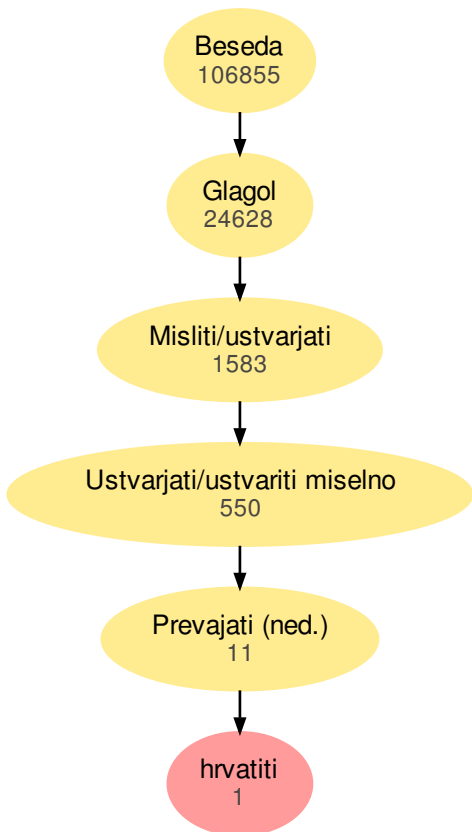 Beseda
106855
Glagol
24628
Misliti/ustvarjati
1583
Ustvarjati/ustvariti miselno
550
Prevajati (ned.)
11
hrvatiti
1